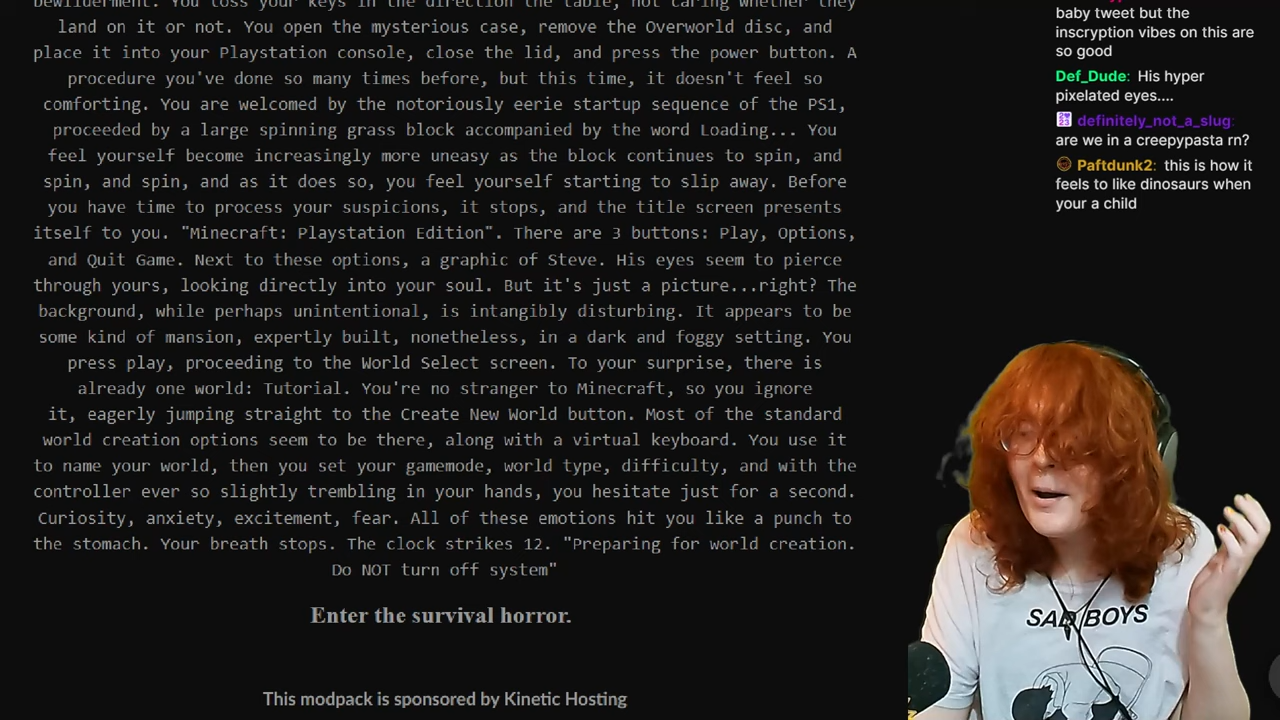 bewilderment. You toss your keys in the direction the table, not caring whether they
land on it or not. You open the mysterious case, remove the Overworld disc, and
place it into your Playstation console, close the lid, and press the power button. A
procedure you've done so many times before, but this time, it doesn't feel so
comforting. You are welcomed by the notoriously eerie startup sequence of the PS1,
proceeded by a large spinning grass block accompanied by the word Loading... You
feel yourself become increasingly more uneasy as the block continues to spin, and
spin, and spin, and as it does so, you feel yourself starting to slip away. Before
you have time to process your suspicions, it stops, and the title screen presents
itself to you. "Minecraft: Playstation Edition". There are 3 buttons: Play, Options,
and Quit Game. Next to these options, a graphic of Steve. His eyes seem to pierce
through yours, looking directly into your soul. But it's just a picture...right? The
background, while perhaps unintentional, is intangibly disturbing. It appears to be
some kind of mansion, expertly built, nonetheless, in a dark and foggy setting. You
press play, proceeding to the World Select screen. To your surprise, there is
already one world: Tutorial. You're no stranger to Minecraft, so you ignore
it, eagerly jumping straight to the Create New World button. Most of the standard
world creation options seem to be there, along with a virtual keyboard. You use it
to name your world, then you set your gamemode, world type, difficulty, and with the
controller ever so slightly trembling in your hands, you hesitate just for a second.
Curiosity, anxiety, excitement, fear. All of these emotions hit you like a punch to
the stomach. Your breath stops. The clock strikes 12. "Preparing for world creation.
Do NOT turn off system"
Enter the survival horror.
This modpack is sponsored by Kinetic Hosting
baby tweet but the
inscryption vibes on this are
so good
Def_Dude: His hyper
pixelated eyes....
definitely_not_a_slug:
are we in a creepypasta rn?
Paftdunk2: this is how it
feels to like dinosaurs when
your a child
SAD BOYS